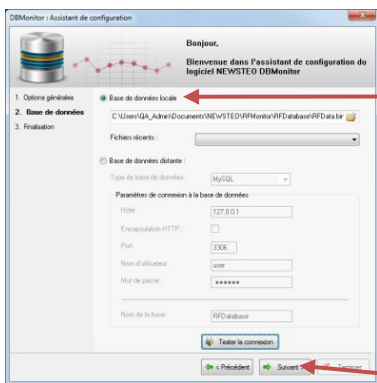 DBMonitor : Assistant de configuration
Bonjour,
Bienvenue dans l'assistant de configuration du
logiciel NEWSTEO DBMonitor
1. Options générales
2. Base de données
3. Finalisation
Base de données locale
C:\Users\QA_Admin\Documents\NEWSTEO\RFMonitor\RFDatabase\RFData.bin
Fichiers récents :
Base de données distante :
Type de base de données :
MySQL
Paramètres de connexion à la base de données
Hôte :
127.0.0.1
Encapsulation HTTP :
Port :
3306
Nom d'utilisateur:
user
Mot de passe :
******
Nom de la base:
RFDatabase
Tester la connexion
< Précédent
Suivant
Terminer